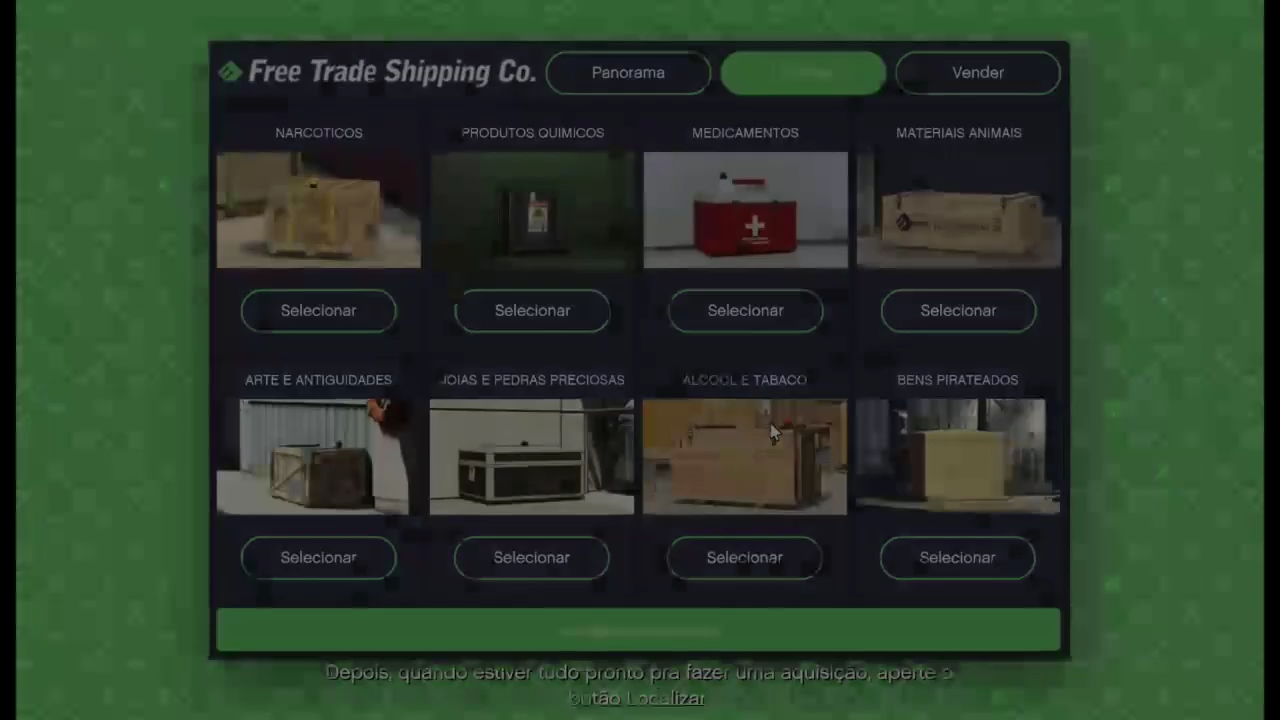 Free Trade Shipping Co.
Panorama
Vender
NARCOTICOS
PRODUTOS QUIMICOS
MEDICAMENTOS
MATERIAIS ANIMAIS
Selecionar
Selecionar
Selecionar
Selecionar
ARTE E ANTIGUIDADES
JOIAS E PEDRAS PRECIOSAS
ALCOOL E TABACO
BENS PIRATEADOS
Selecionar
Selecionar
Selecionar
Selecionar
Depois, quando estiver tudo pronto pra fazer uma aquisição, aperte o
butão Localizar